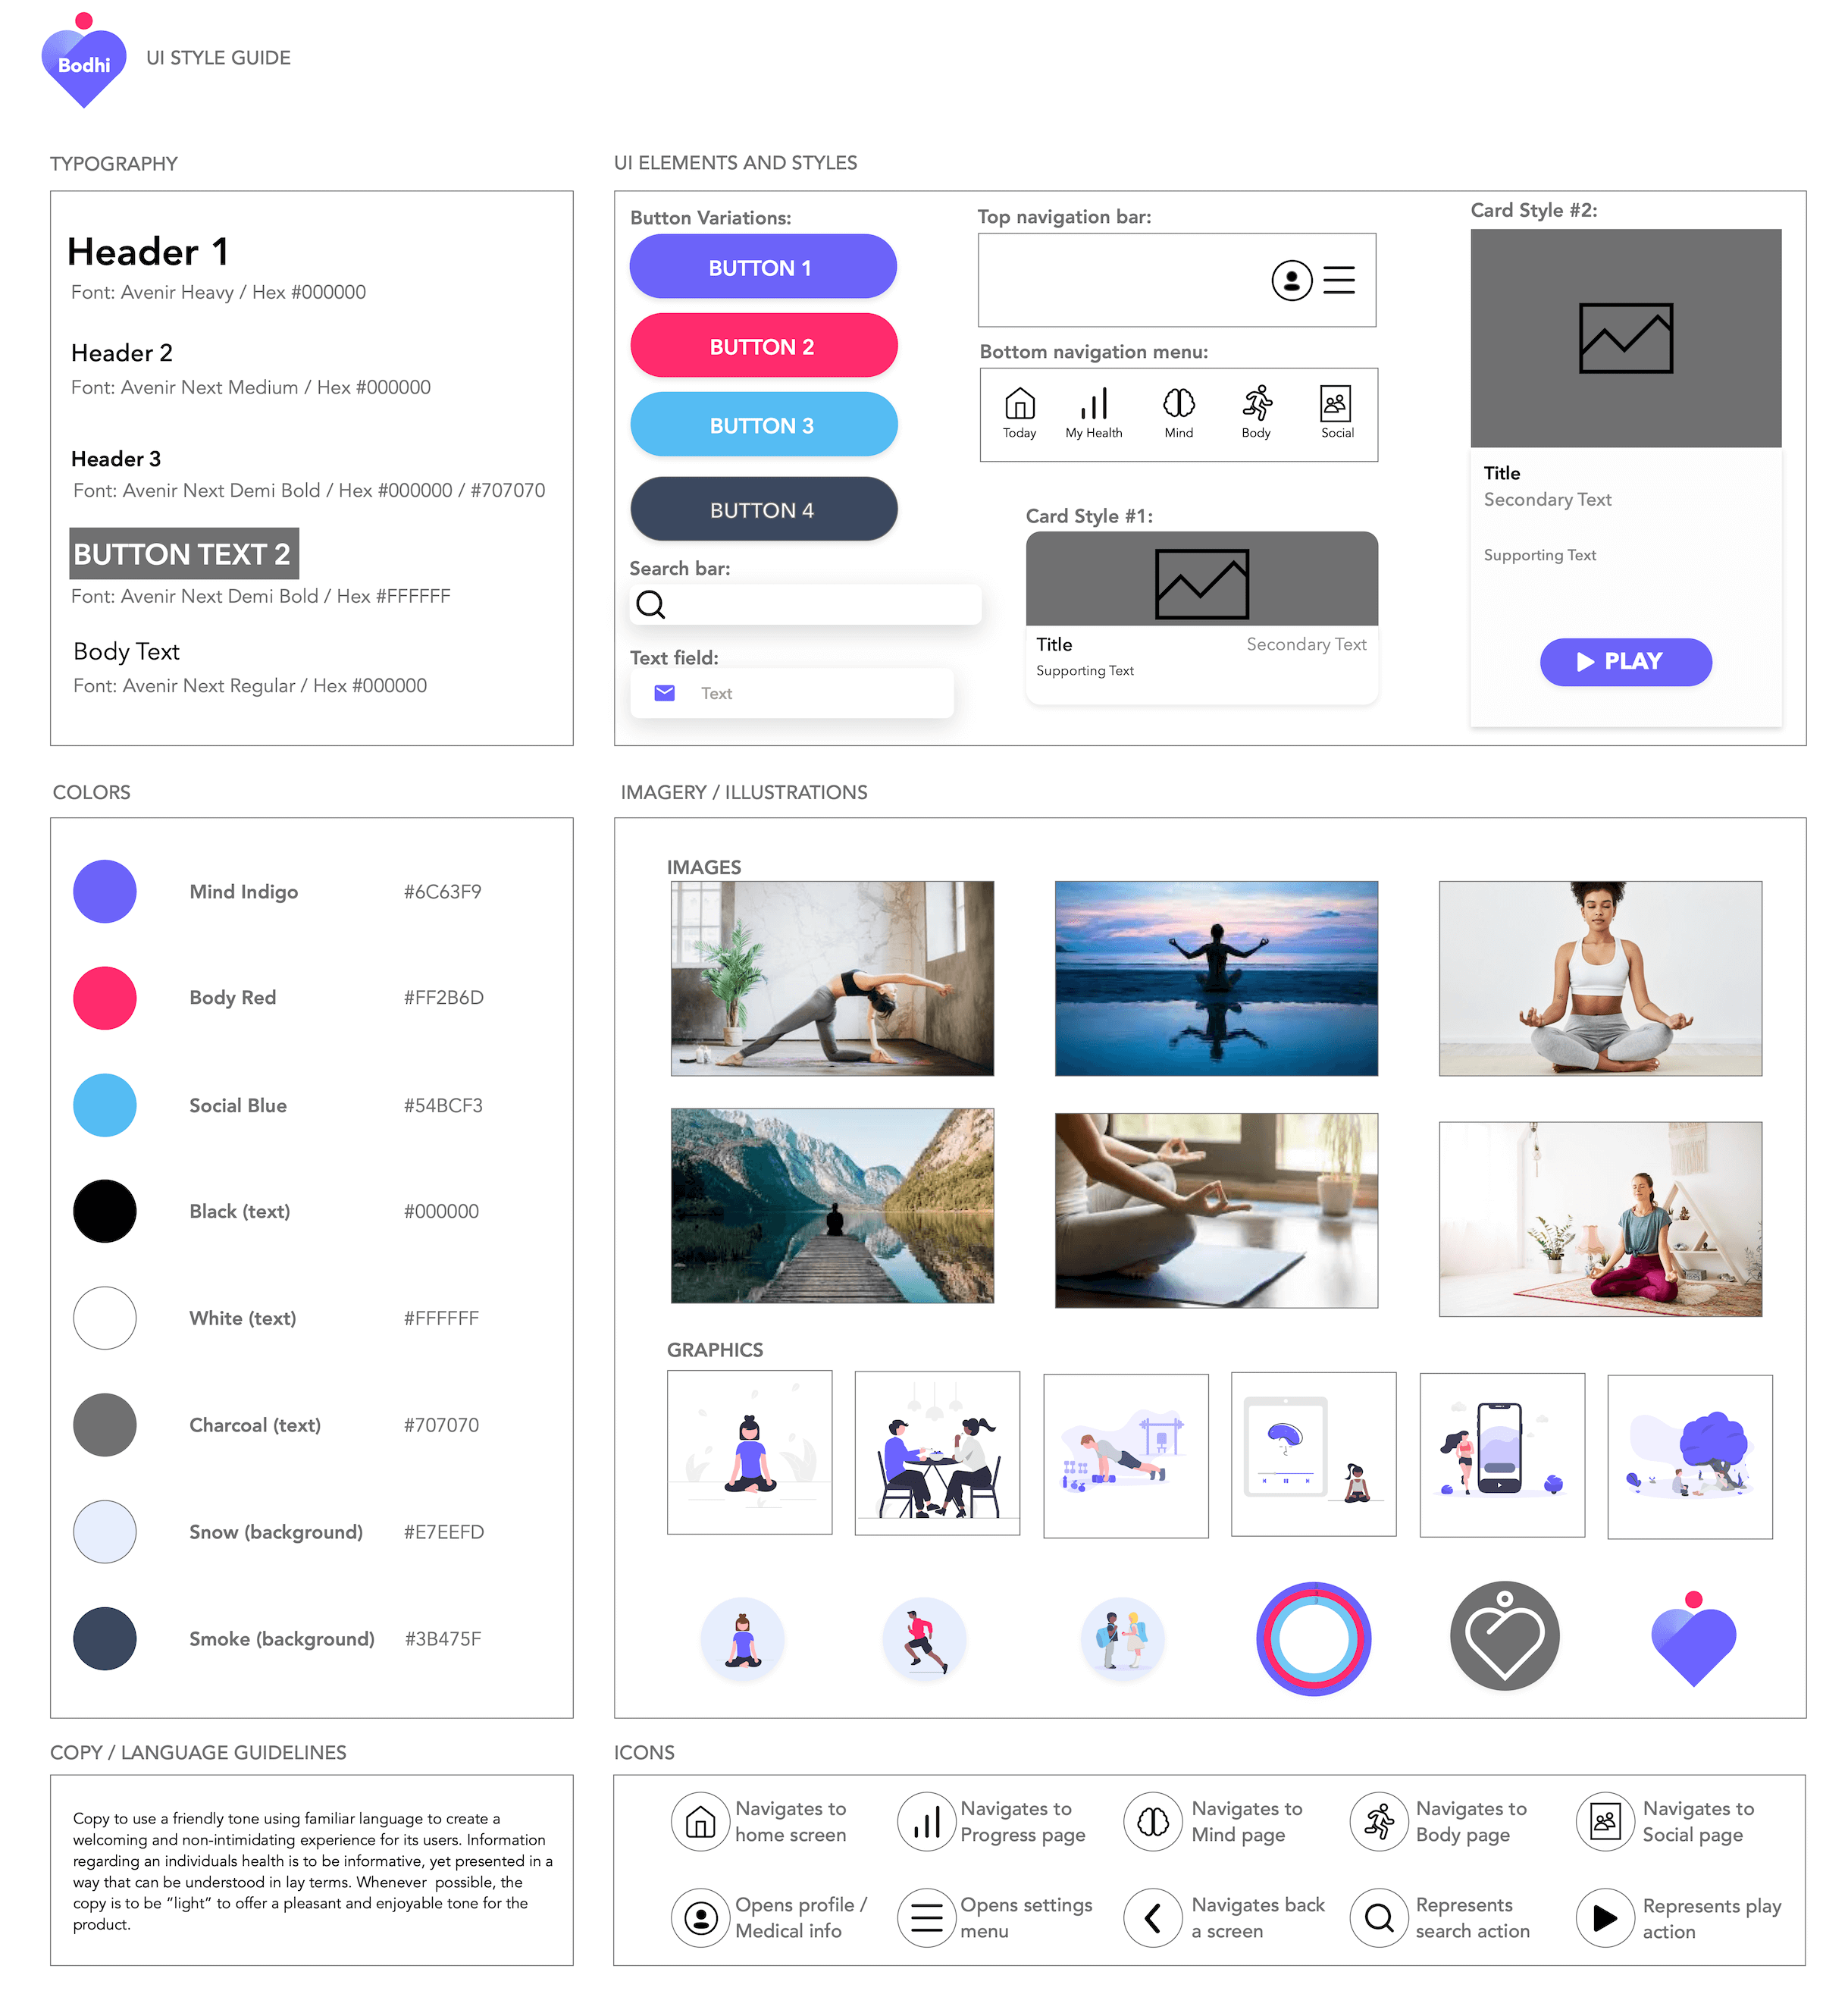 Bodhi
UI STYLE GUIDE
TYPOGRAPHY
Header 1
Font: Avenir Heavy / Hex #000000
Header 2
Font: Avenir Next Medium / Hex #000000
Header 3
Font: Avenir Next Demi Bold / Hex #000000 / #707070
BUTTON TEXT 2
Font: Avenir Next Demi Bold / Hex #FFFFFF
Body Text
Font: Avenir Next Regular / Hex #000000
UI ELEMENTS AND STYLES
Button Variations:
BUTTON 1
BUTTON 2
BUTTON 3
BUTTON 4
Search bar:
Text field:
Text
Top navigation bar:
Bottom navigation menu:
Today
My Health
Mind
Body
Social
Card Style #1:
Title
Secondary Text
Supporting Text
Card Style #2:
Title
Secondary Text
Supporting Text
PLAY
COLORS
Mind Indigo #6C63F9
Body Red #FF2B6D
Social Blue #54BCF3
Black (text) #000000
White (text) #FFFFFF
Charcoal (text) #707070
Snow (background) #E7EEFD
Smoke (background) #3B475F
IMAGERY / ILLUSTRATIONS
IMAGES
GRAPHICS
COPY / LANGUAGE GUIDELINES
Copy to use a friendly tone using familiar language to create a
welcoming and non-intimidating experience for its users. Information
regarding an individuals health is to be informative, yet presented in a
way that can be understood in lay terms. Whenever  possible, the
copy is to be “light” to offer a pleasant and enjoyable tone for the
product.
ICONS
Navigates to
home screen
Navigates to
Progress page
Navigates to
Mind page
Navigates to
Body page
Navigates to
Social page
Opens profile /
Medical info
Opens settings
menu
Navigates back
a screen
Represents
search action
Represents play
action